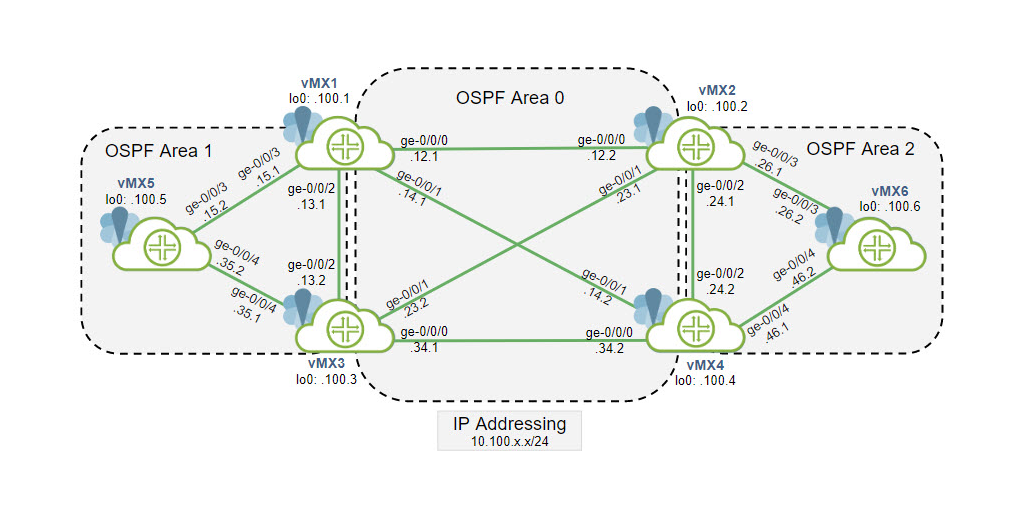 vMX1
lo0: .100.1
OSPF Area 0
vMX2
lo0: .100.2
OSPF Area 1
ge-0/0/3
.15.1
ge-0/0/0
.12.1
ge-0/0/0
.12.2
ge-0/0/3
.26.1
OSPF Area 2
vMX5
lo0: .100.5
ge-0/0/3
.15.2
ge-0/0/2
.13.1
ge-0/0/1
.14.1
ge-0/0/1
.23.1
ge-0/0/2
.24.1
ge-0/0/3
.26.2
vMX6
lo0: .100.6
ge-0/0/4
.35.2
ge-0/0/2
.13.2
ge-0/0/1
.23.2
ge-0/0/1
.14.2
ge-0/0/2
.24.2
ge-0/0/4
.46.2
ge-0/0/4
.35.1
ge-0/0/0
.34.1
ge-0/0/0
.34.2
ge-0/0/4
.46.1
vMX3
lo0: .100.3
vMX4
lo0: .100.4
IP Addressing
10.100.x.x/24